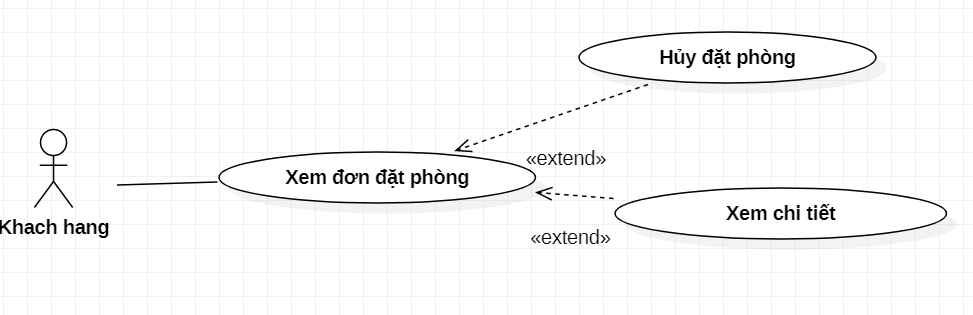 Hủy đặt phòng
«extend»
Xem đơn đặt phòng
Xem chi tiết
Khach hang
«extend»